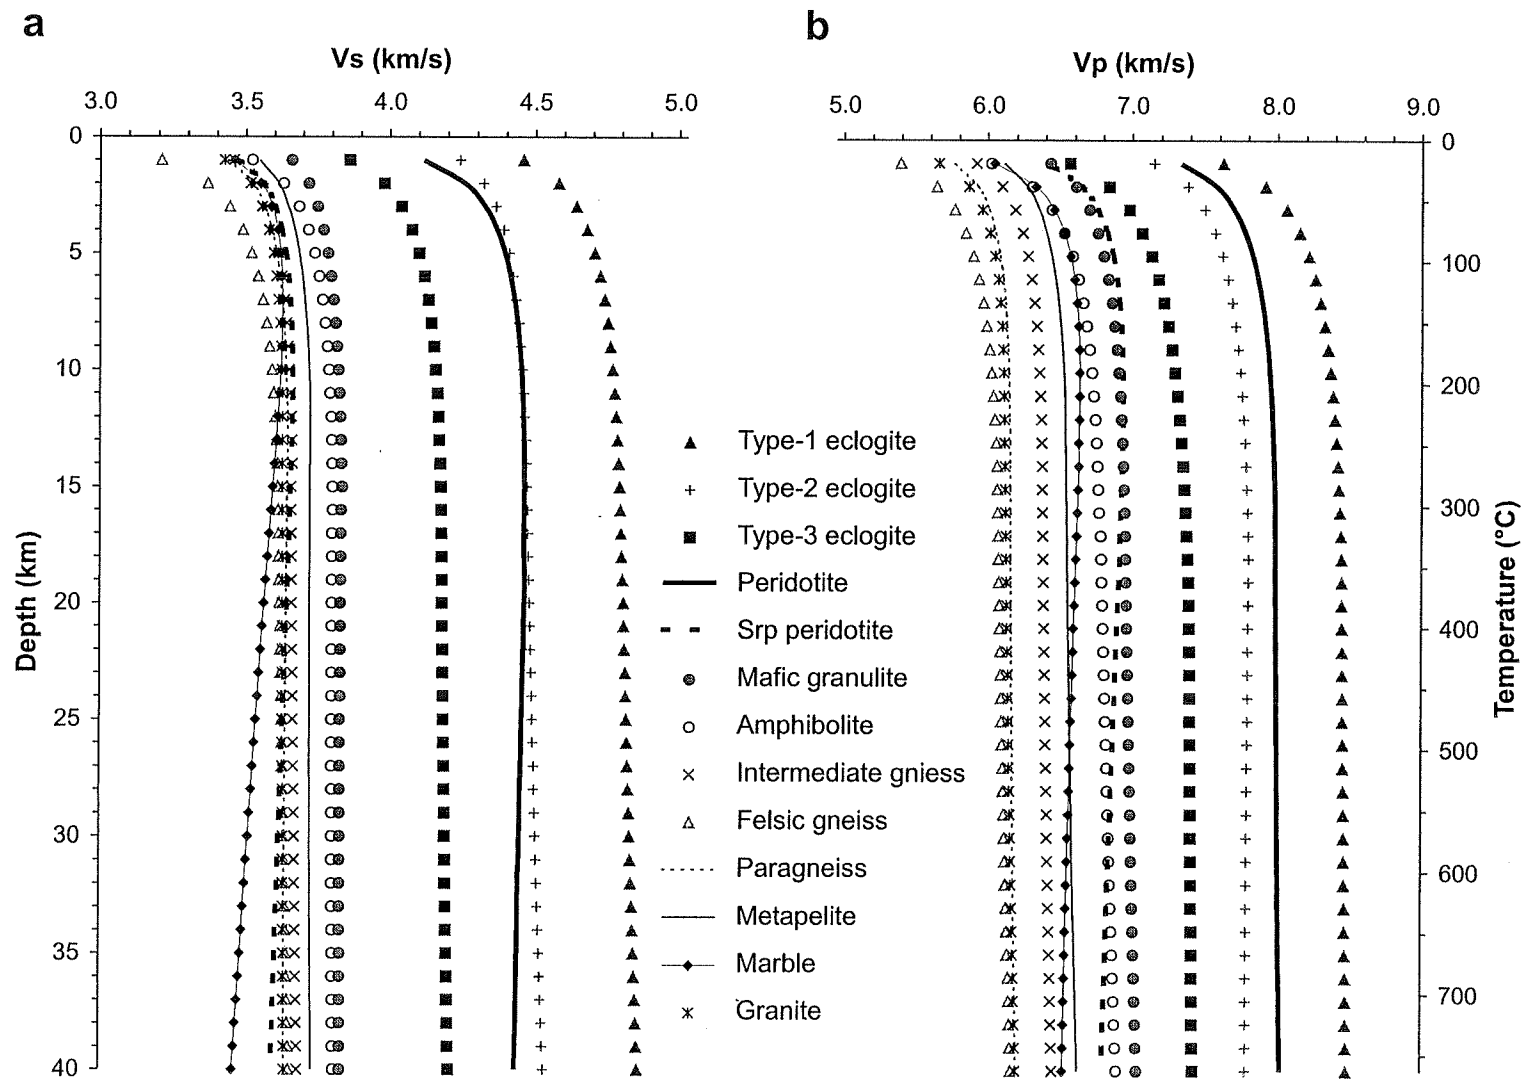 a
b
Vs (km/s)
Vp (km/s)
3.0 3.5 4.0 4.5 5.0
5.0 6.0 7.0 8.0 9.0
0
5
10
15
20
25
30
35
40
Depth (km)
Type-1 eclogite
Type-2 eclogite
Type-3 eclogite
Peridotite
Srp peridotite
Mafic granulite
Amphibolite
Intermediate gniess
Felsic gneiss
Paragneiss
Metapelite
Marble
Granite
0
100
200
300
400
500
600
700
Temperature (°C)